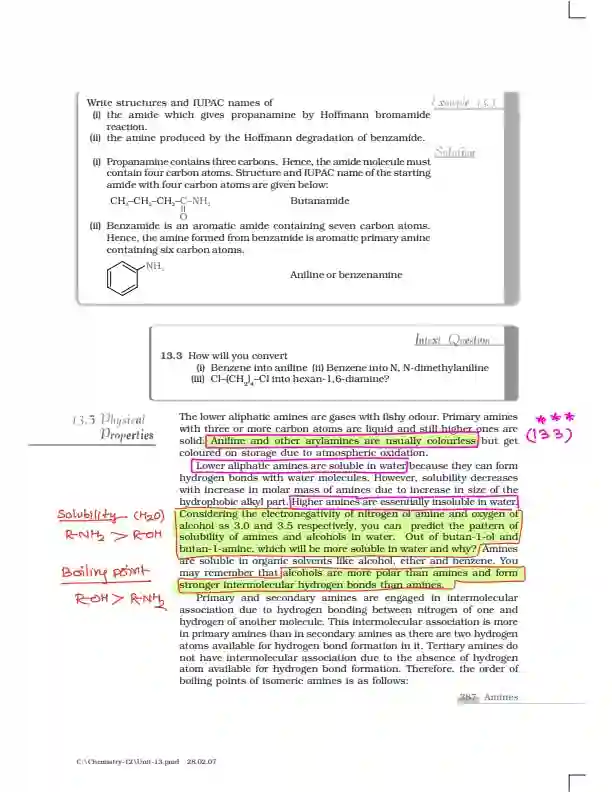 Write structures and IUPAC names of
Example 13.3
(i) the amide which gives propanamine by Hoffmann bromamide
reaction.
(ii) the amine produced by the Hoffmann degradation of benzamide.
Solution
(i) Propanamine contains three carbons. Hence, the amide molecule must
contain four carbon atoms. Structure and IUPAC name of the starting
amide with four carbon atoms are given below:
CH₃–CH₂–CH₂–C–NH₂ Butanamide
O
(ii) Benzamide is an aromatic amide containing seven carbon atoms.
Hence, the amine formed from benzamide is aromatic primary amine
containing six carbon atoms.
NH₂
Aniline or benzenamine
Intext Question
13.3 How will you convert
(i) Benzene into aniline (ii) Benzene into N, N-dimethylaniline
(iii) Cl–(CH₂)₄–Cl into hexan-1,6-diamine?
13.5 Physical
Properties
The lower aliphatic amines are gases with fishy odour. Primary amines
with three or more carbon atoms are liquid and still higher ones are
solid. Aniline and other arylamines are usually colourless but get
coloured on storage due to atmospheric oxidation.
***
(133)
Lower aliphatic amines are soluble in water because they can form
hydrogen bonds with water molecules. However, solubility decreases
with increase in molar mass of amines due to increase in size of the
hydrophobic alkyl part. Higher amines are essentially insoluble in water.
Considering the electronegativity of nitrogen of amine and oxygen of
alcohol as 3.0 and 3.5 respectively, you can predict the pattern of
solubility of amines and alcohols in water. Out of butan-1-ol and
butan-1-amine, which will be more soluble in water and why? Amines
are soluble in organic solvents like alcohol, ether and benzene. You
may remember that alcohols are more polar than amines and form
stronger intermolecular hydrogen bonds than amines.
Solubility (H₂O)
R-NH₂ > R-OH
Boiling point
R-OH > R-NH₂
Primary and secondary amines are engaged in intermolecular
association due to hydrogen bonding between nitrogen of one and
hydrogen of another molecule. This intermolecular association is more
in primary amines than in secondary amines as there are two hydrogen
atoms available for hydrogen bond formation in it. Tertiary amines do
not have intermolecular association due to the absence of hydrogen
atom available for hydrogen bond formation. Therefore, the order of
boiling points of isomeric amines is as follows:
387 Amines
C:\Chemistry-12\Unit-13.pmd 28.02.07